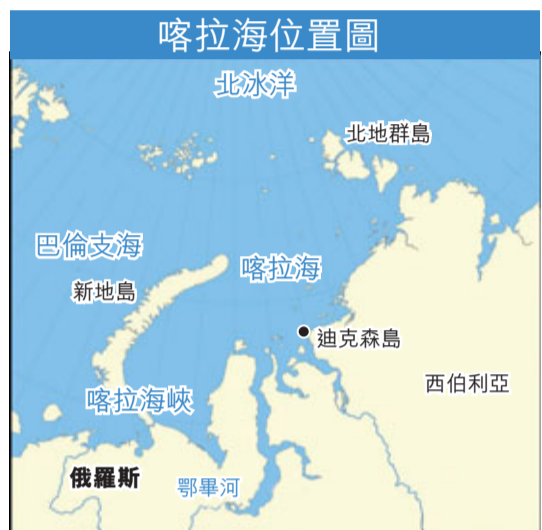 喀拉海位置圖
北冰洋
北地群島
巴倫支海
喀拉海
新地島
迪克森島
西伯利亞
喀拉海峽
俄羅斯
鄂畢河